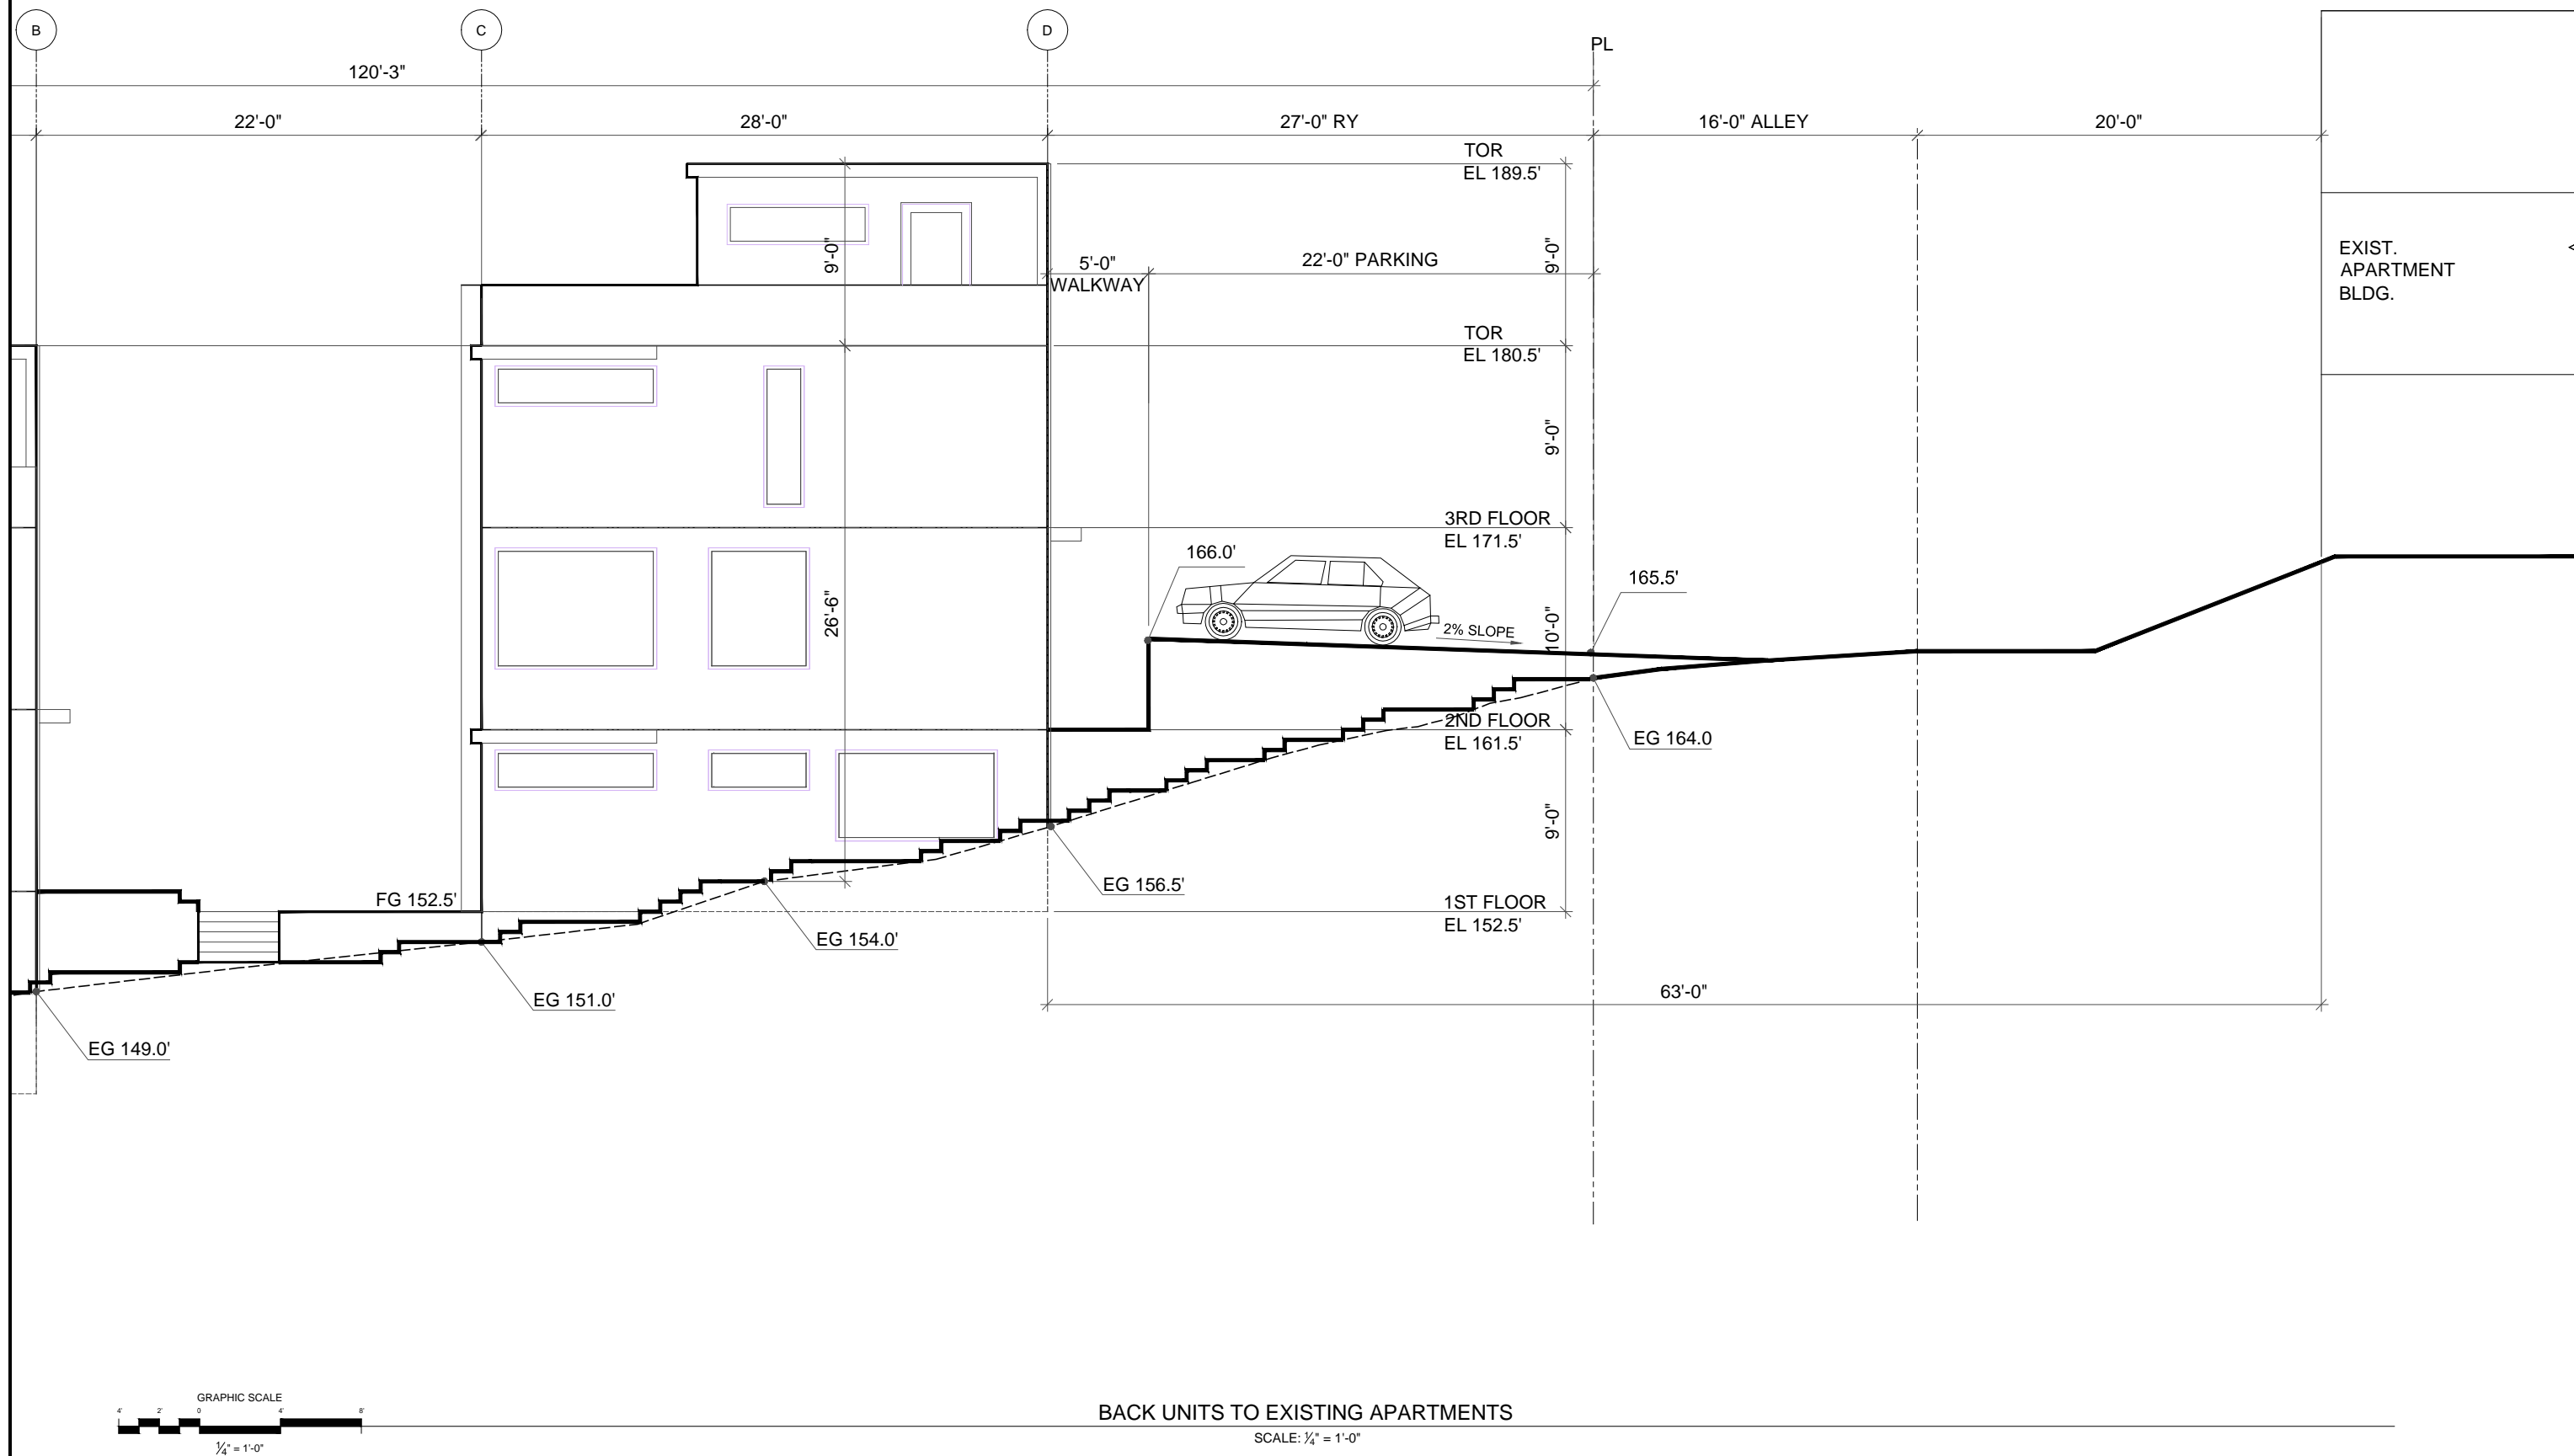 B
C
D
PL
120'-3"
22'-0"
28'-0"
27'-0" RY
16'-0" ALLEY
20'-0"
TOR
EL 189.5'
9'-0"
9'-0"
5'-0"
WALKWAY
22'-0" PARKING
EXIST.
APARTMENT
BLDG.
TOR
EL 180.5'
9'-0"
3RD FLOOR
EL 171.5'
166.0'
165.5'
26'-6"
2% SLOPE
10'-0"
2ND FLOOR
EL 161.5'
EG 164.0
9'-0"
EG 156.5'
FG 152.5'
1ST FLOOR
EL 152.5'
EG 154.0'
EG 151.0'
63'-0"
EG 149.0'
GRAPHIC SCALE
4' 2' 0 4' 8'
¼" = 1'-0"
BACK UNITS TO EXISTING APARTMENTS
SCALE: ¼" = 1'-0"